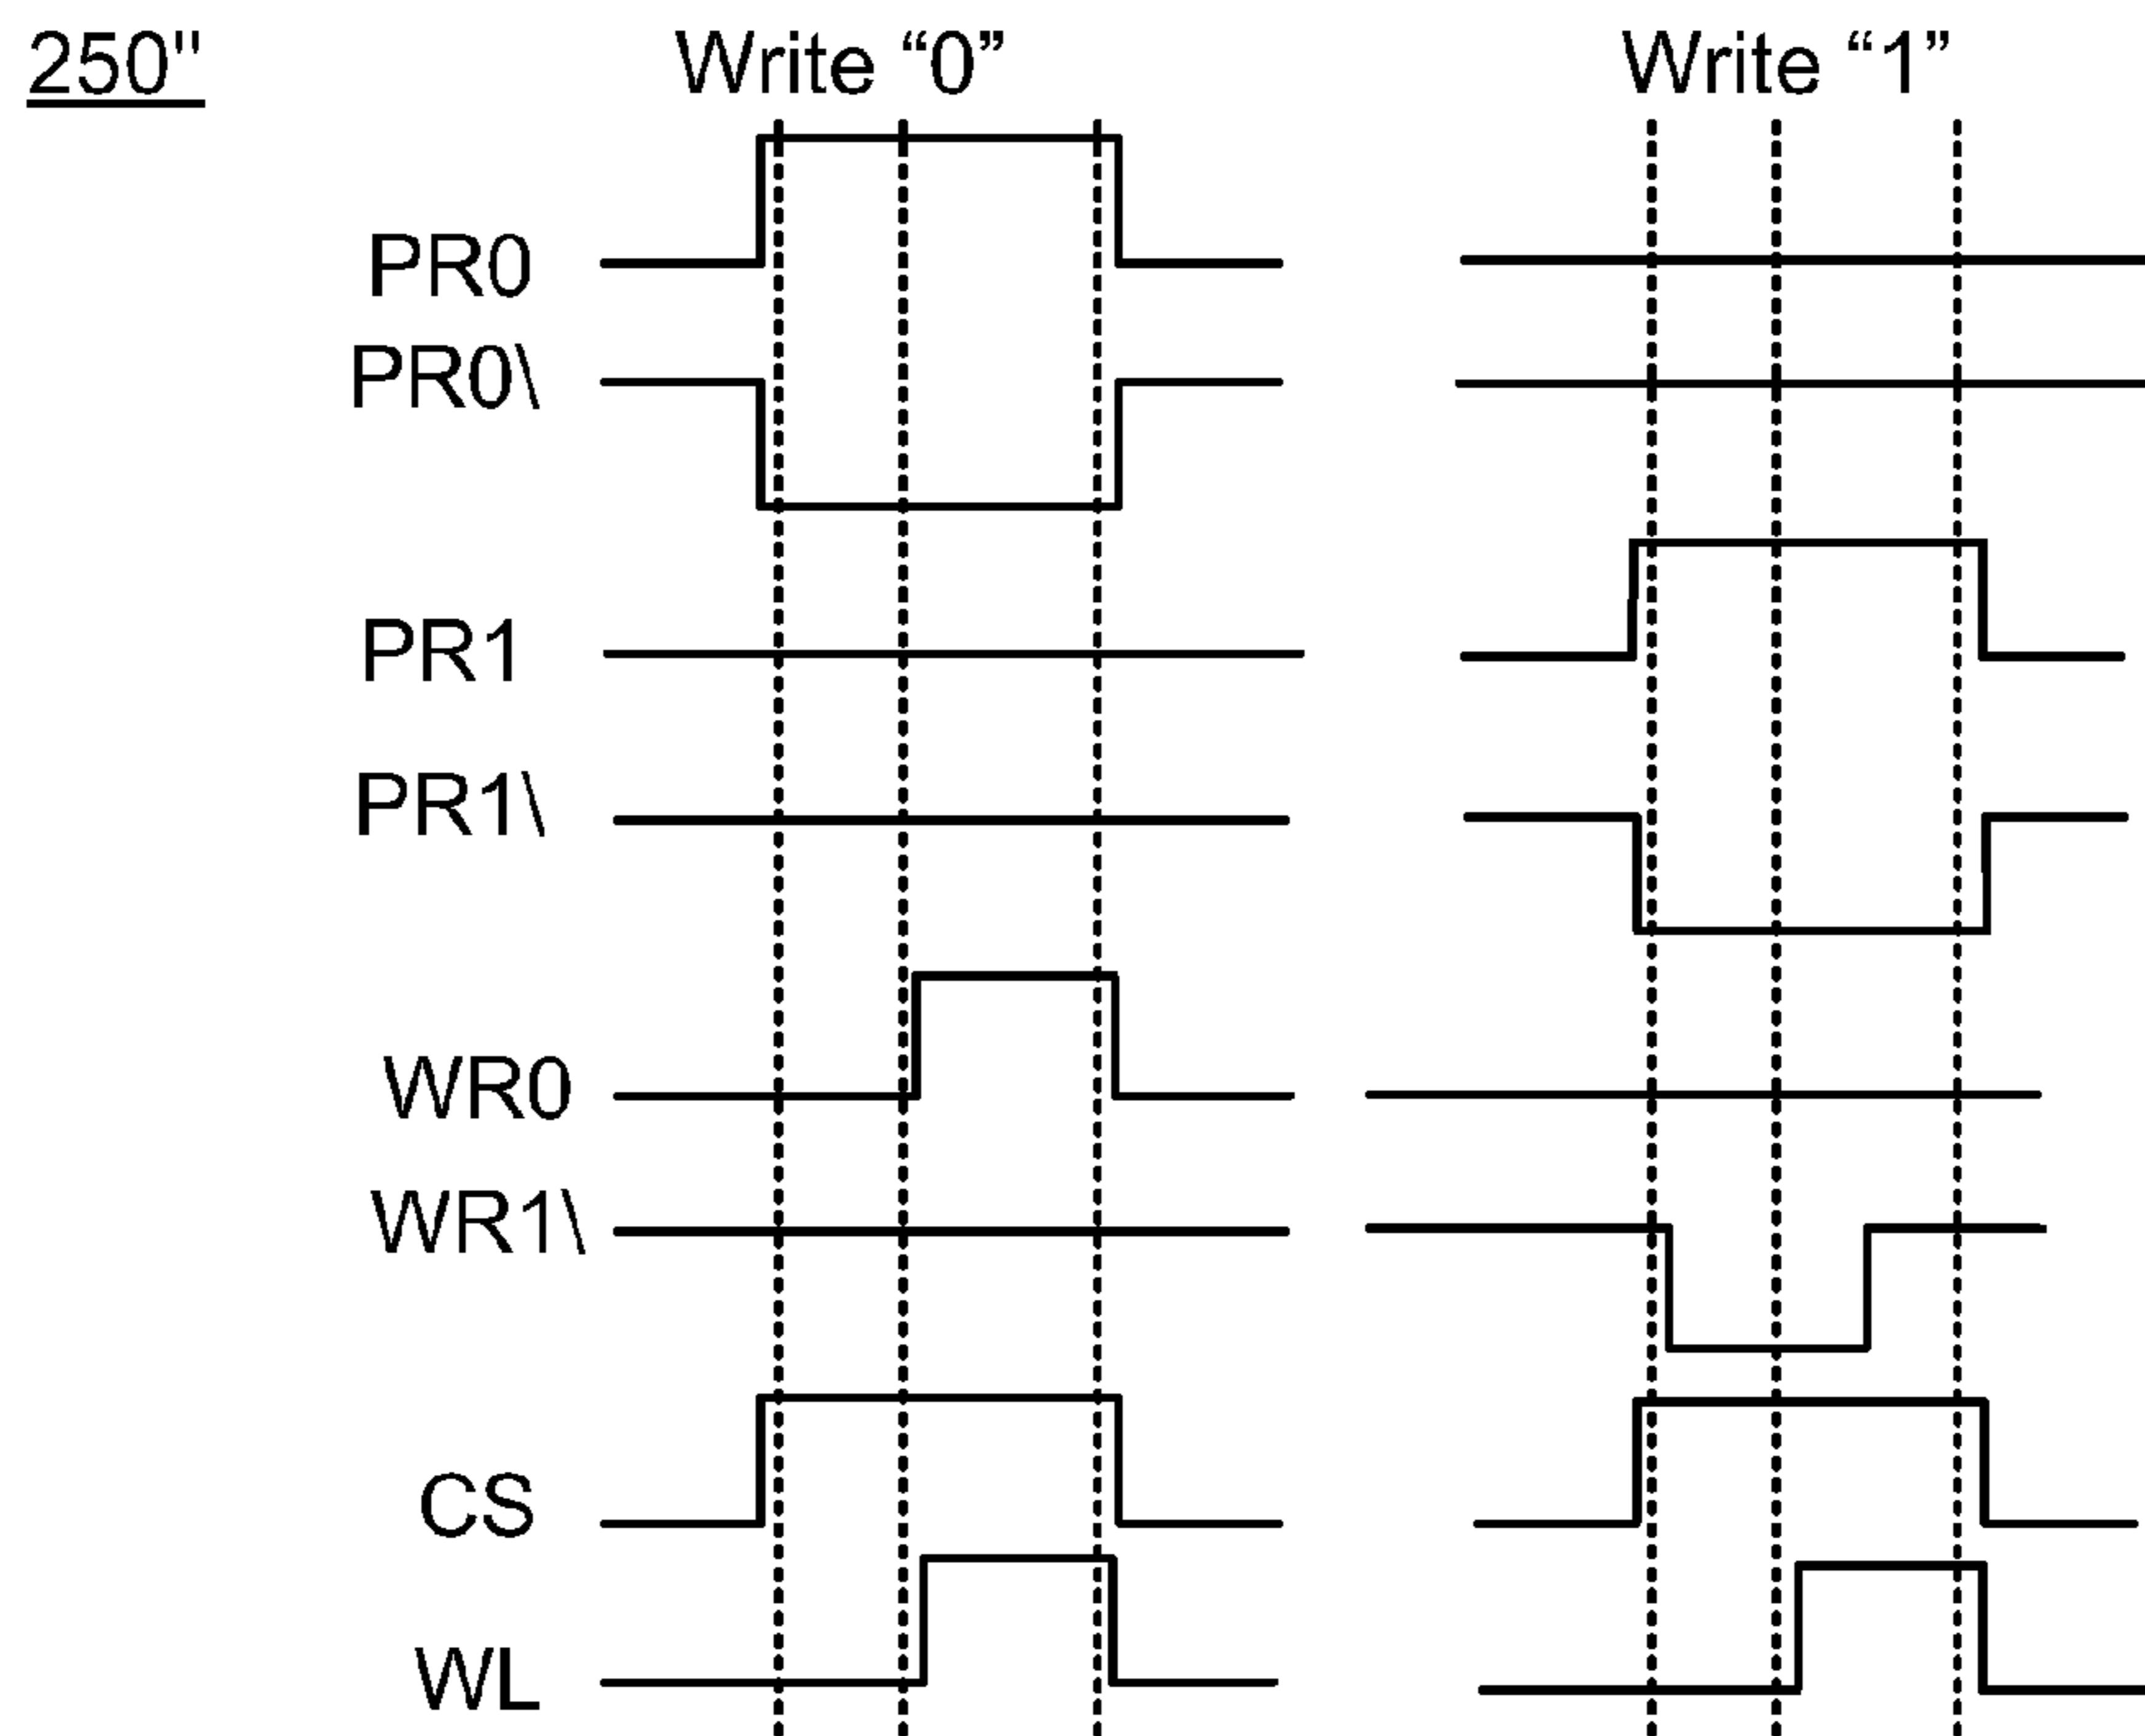 250"
Write “0”
Write “1”
PR0
PR0\
PR1
PR1\
WR0
WR1\
CS
WL